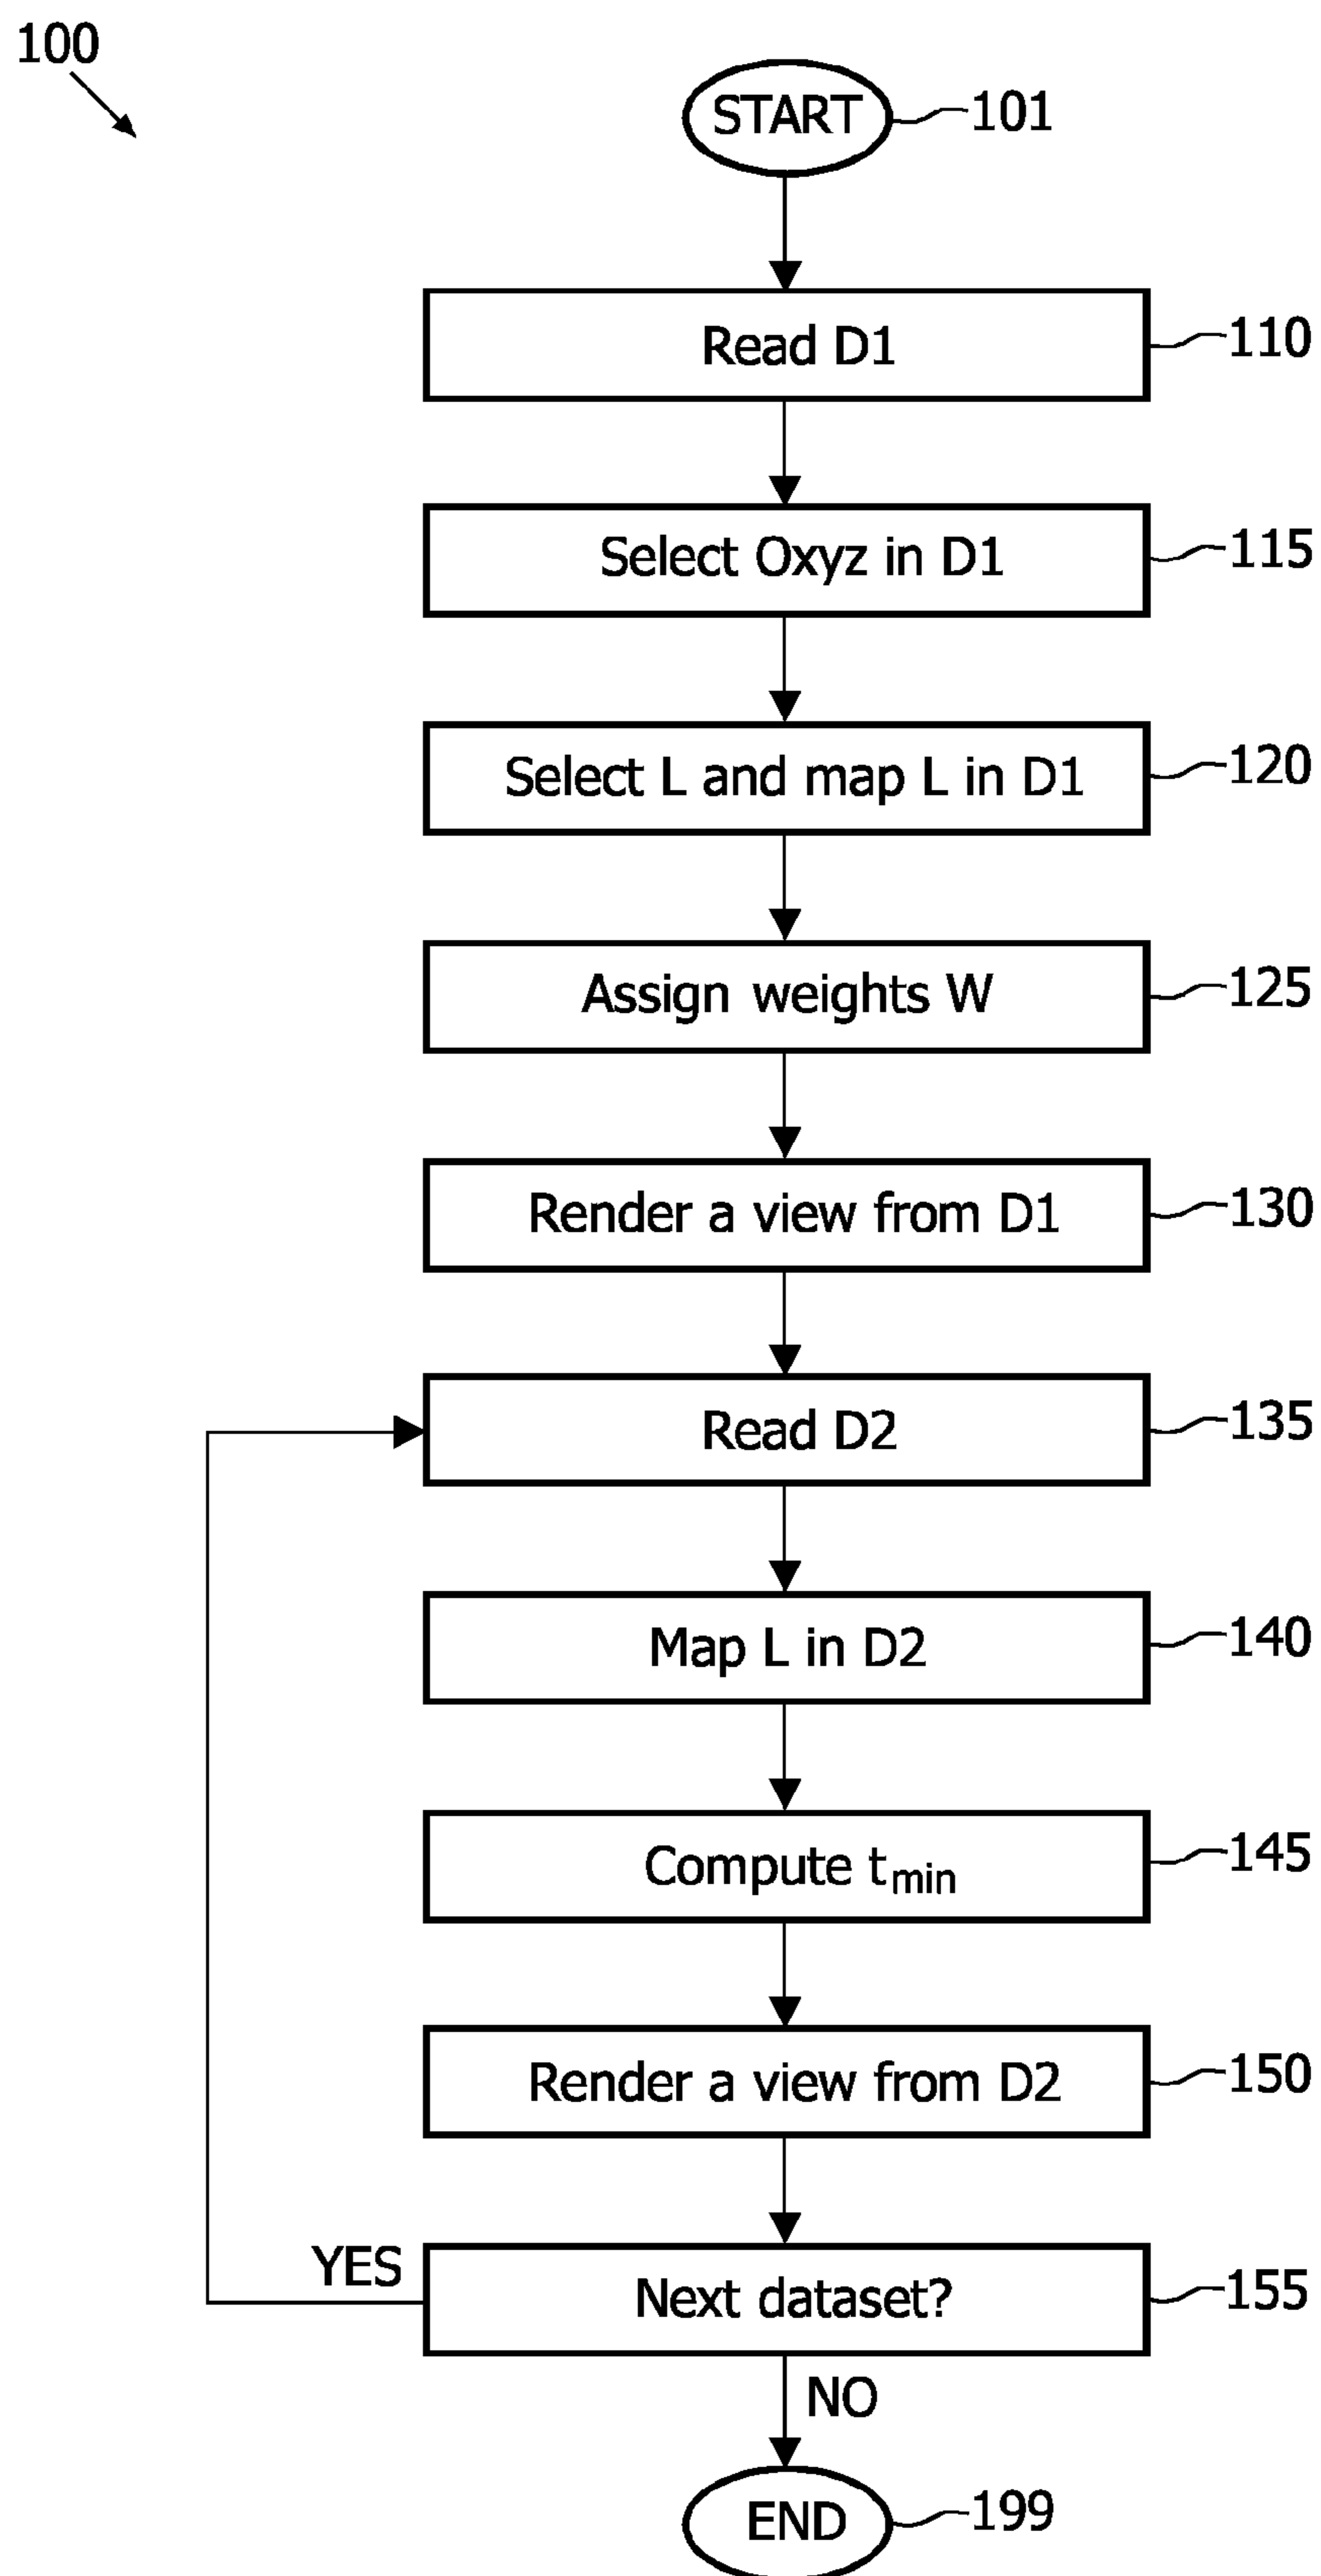 100
START
101
Read D1
110
Select Oxyz in D1
115
Select L and map L in D1
120
Assign weights W
125
Render a view from D1
130
Read D2
135
Map L in D2
140
Compute tmin
145
Render a view from D2
150
YES
Next dataset?
155
NO
END
199